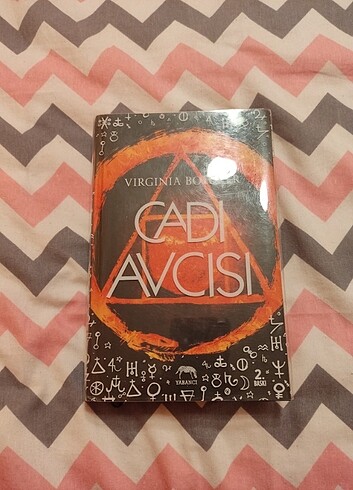 VIRGINIA
CADI
AVCISI
YABANCI
2.
BASKI